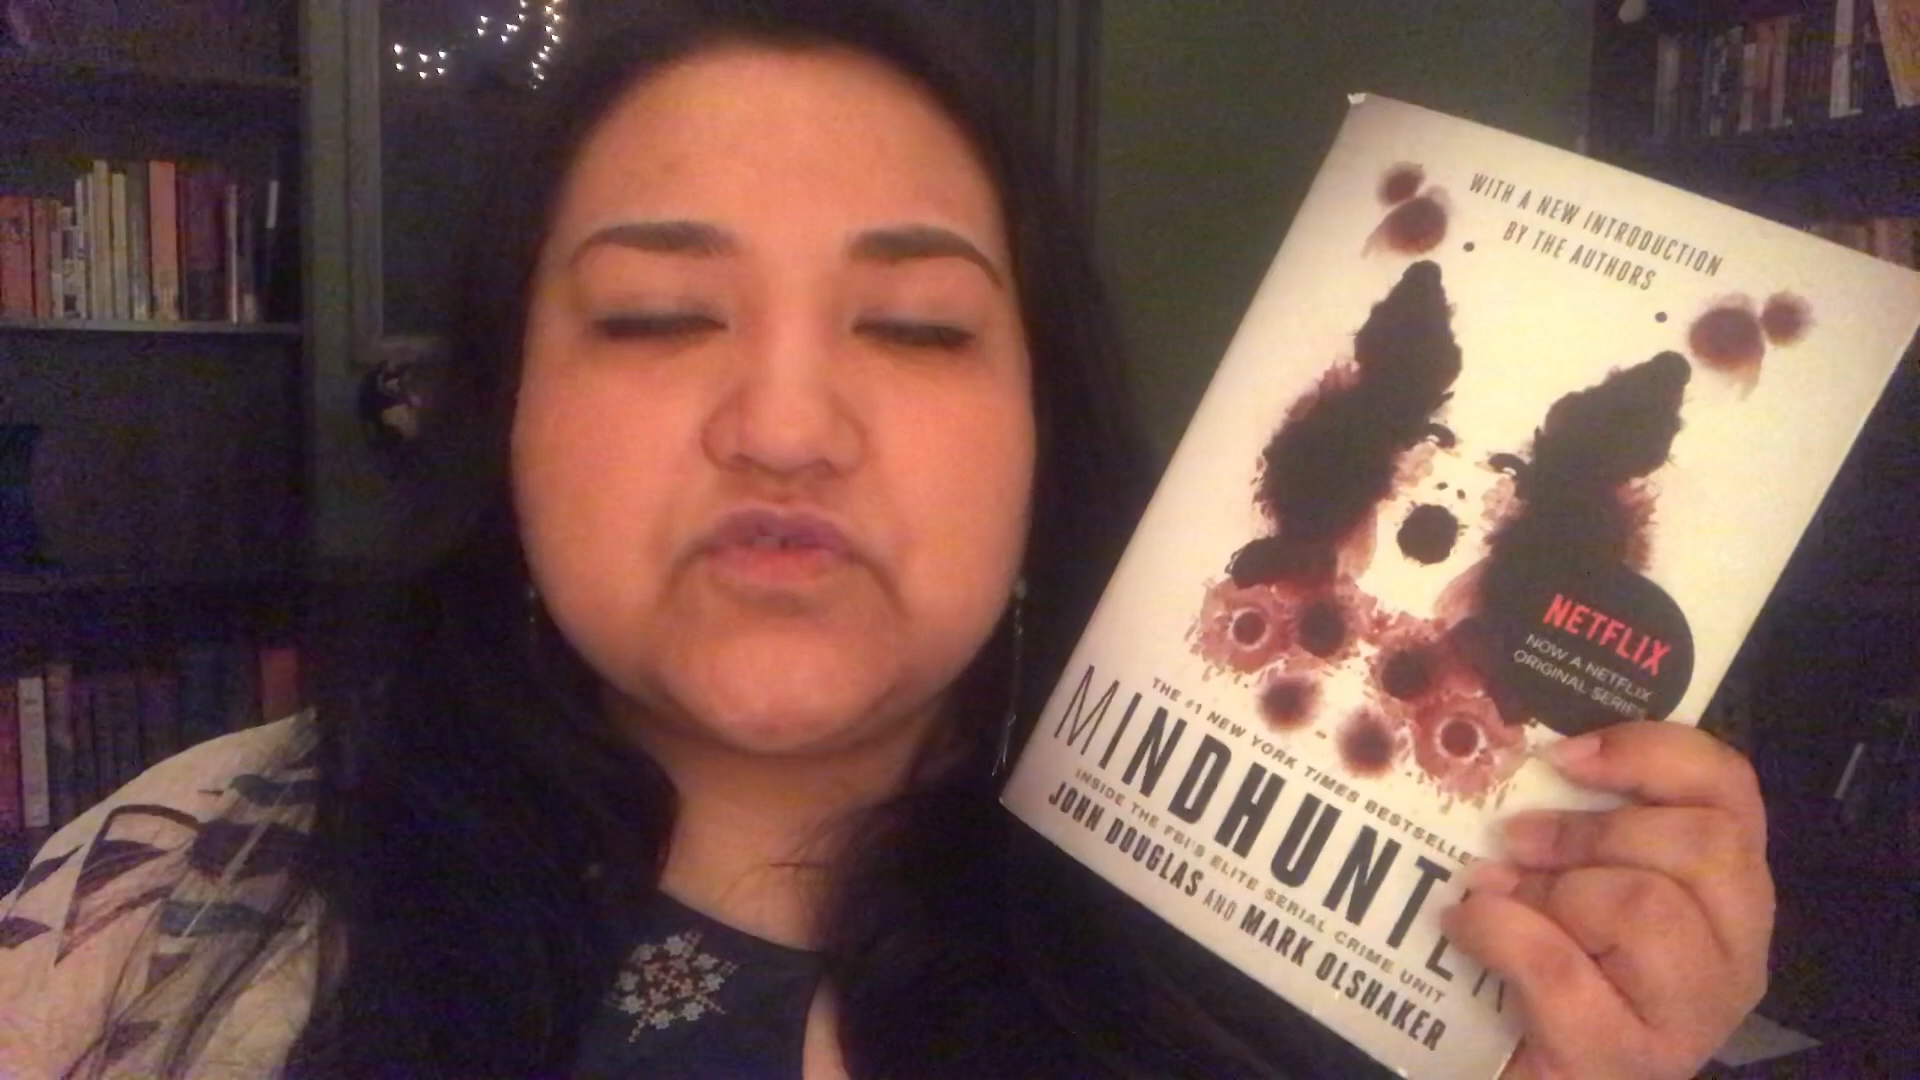 WITH A NEW INTRODUCTION
BY THE AUTHORS
NETFLIX
NOW A NETFLIX
ORIGINAL SERIES
THE #1 NEW YORK TIMES BESTSELLER
MINDHUNTER
INSIDE THE FBI'S ELITE SERIAL CRIME UNIT
JOHN DOUGLAS AND MARK OLSHAKER